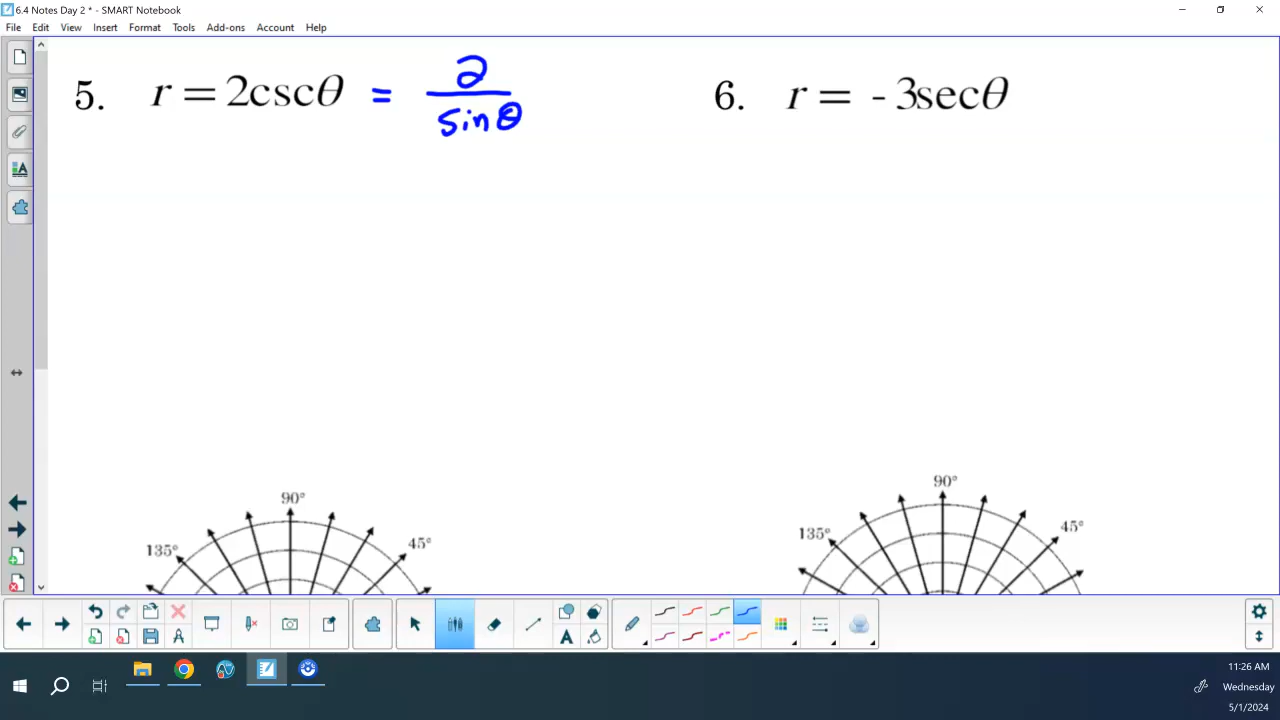 6.4 Notes Day 2 * - SMART Notebook
File Edit View Insert Format Tools Add-ons Account Help
5. r = 2cscθ = 2/sin θ
6. r = - 3secθ
90°
135°
45°
90°
135°
45°
A
11:26 AM
Wednesday
5/1/2024